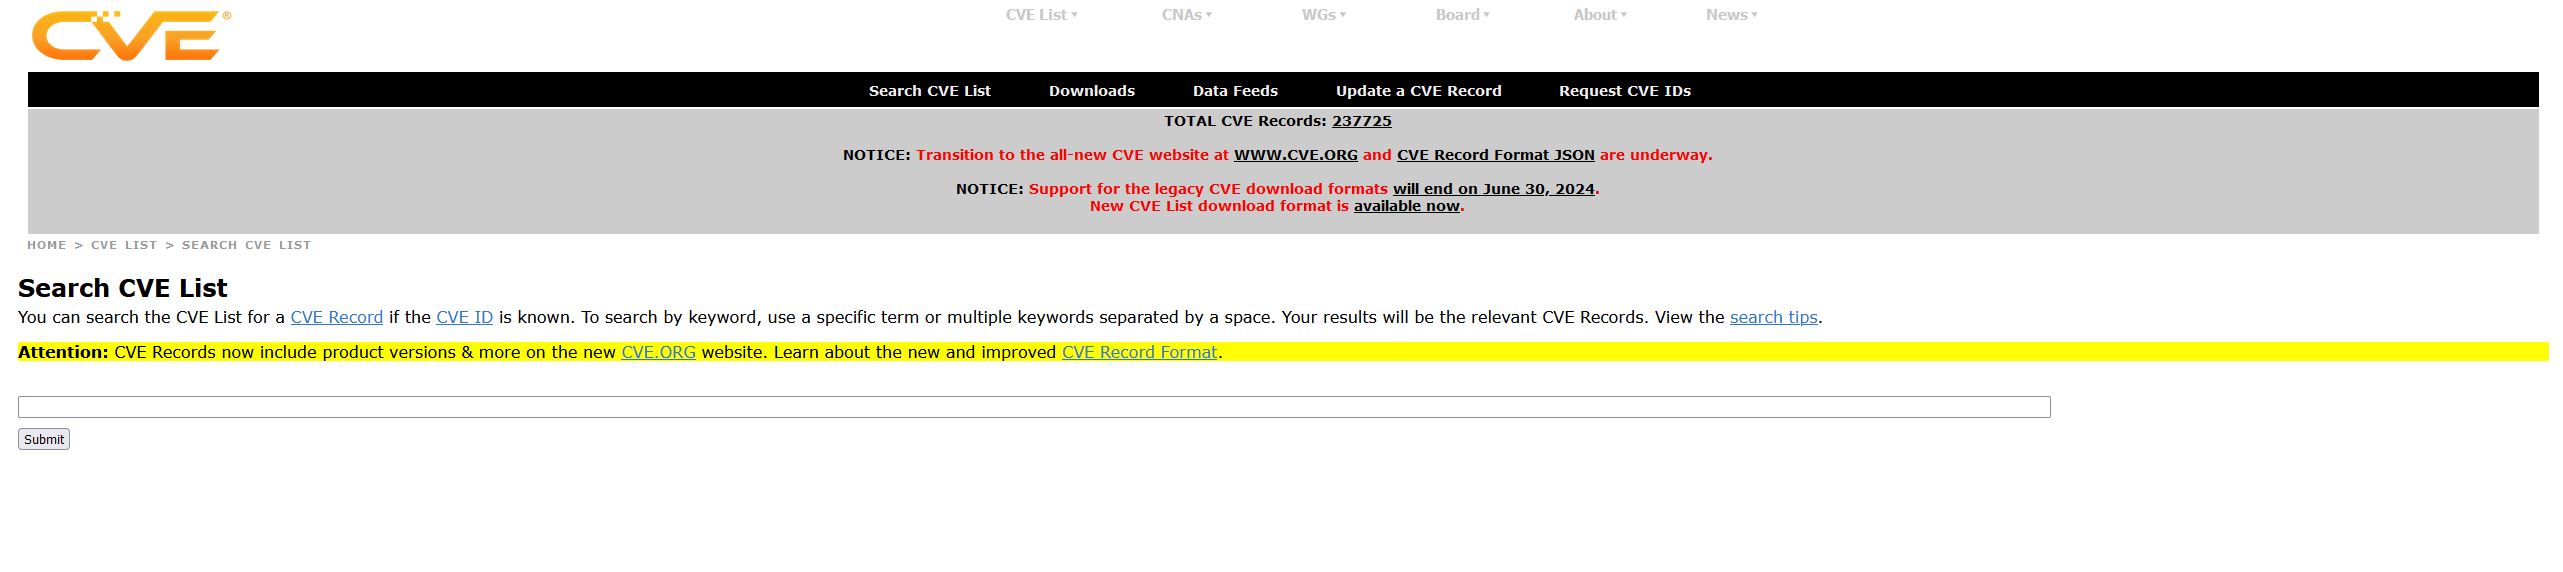 CVE®
CVE List▼ CNAs▼ WGs▼ Board▼ About▼ News▼
Search CVE List Downloads Data Feeds Update a CVE Record Request CVE IDs
TOTAL CVE Records: 237725
NOTICE: Transition to the all-new CVE website at WWW.CVE.ORG and CVE Record Format JSON are underway.
NOTICE: Support for the legacy CVE download formats will end on June 30, 2024.
New CVE List download format is available now.
HOME > CVE LIST > SEARCH CVE LIST
Search CVE List
You can search the CVE List for a CVE Record if the CVE ID is known. To search by keyword, use a specific term or multiple keywords separated by a space. Your results will be the relevant CVE Records. View the search tips.
Attention: CVE Records now include product versions & more on the new CVE.ORG website. Learn about the new and improved CVE Record Format.
Submit